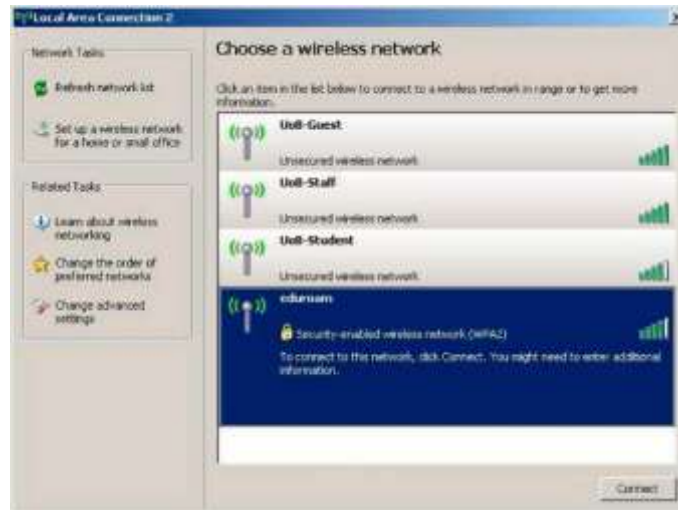 Local Area Connection 2
Network Tasks
Refresh network list
Set up a wireless network
for a home or small office
Related Tasks
Learn about wireless
networking
Change the order of
preferred networks
Change advanced
settings
Choose a wireless network
Click an item in the list below to connect to a wireless network in range or to get more
information.
UoB-Guest
Unsecured wireless network
UoB-Staff
Unsecured wireless network
UoB-Student
Unsecured wireless network
eduroam
Security-enabled wireless network (WPA2)
To connect to this network, click Connect. You might need to enter additional
information.
Connect